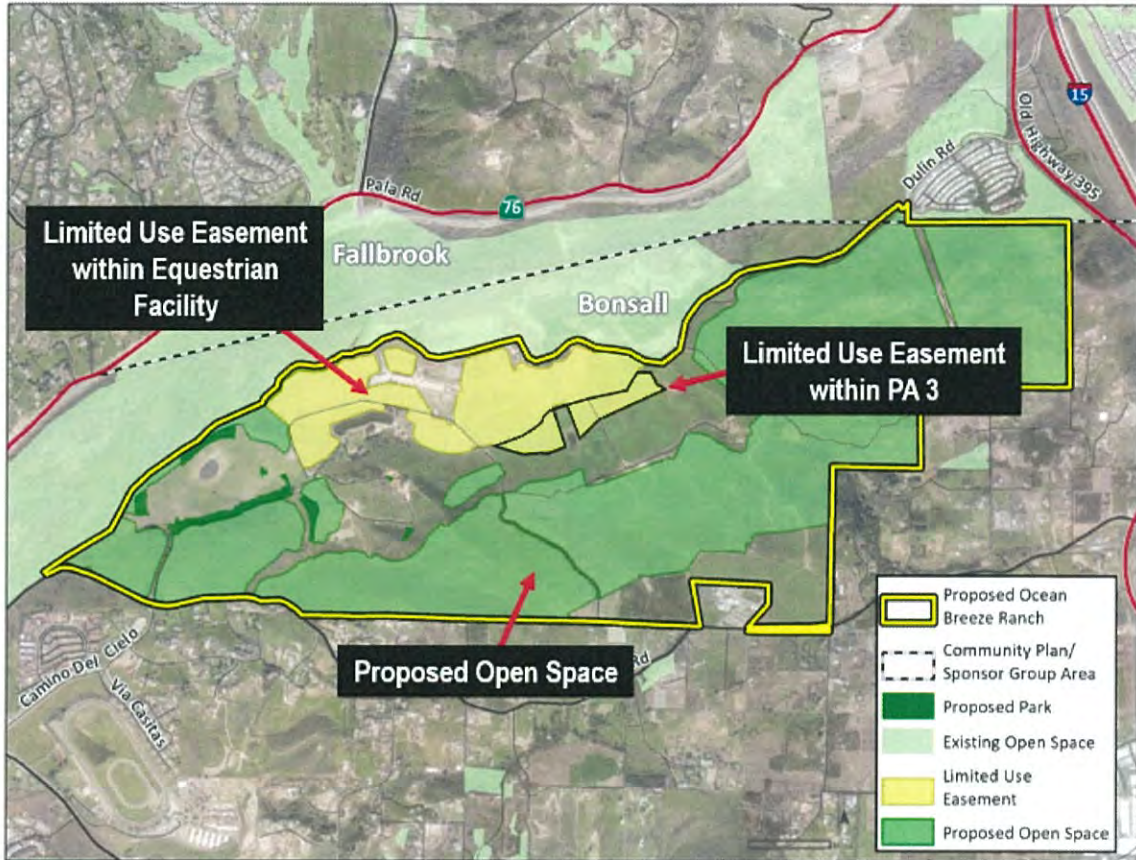 15
Old Highway 395
Dulin Rd
Pala Rd
76
Limited Use Easement
within Equestrian
Facility
Fallbrook
Bonsall
Limited Use Easement
within PA 3
Proposed Open Space
Rd
Camino Del Cielo
Via Casitas
Proposed Ocean
Breeze Ranch
Community Plan/
Sponsor Group Area
Proposed Park
Existing Open Space
Limited Use
Easement
Proposed Open Space